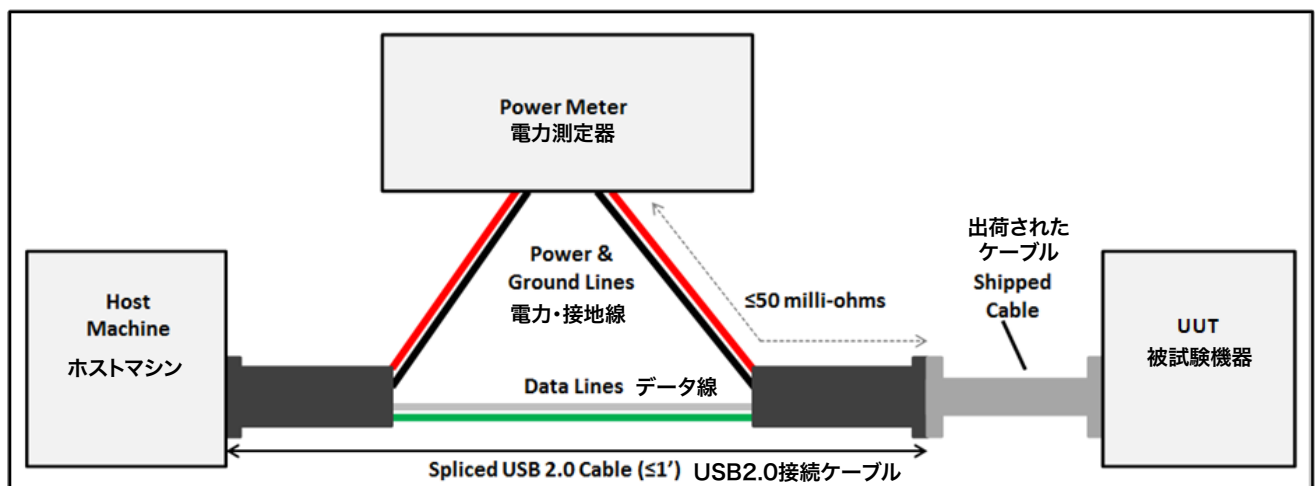 Power Meter
電力測定器
出荷された
ケーブル
Shipped
Cable
Power &
Ground Lines
電力・接地線
≤50 milli-ohms
Host
Machine
ホストマシン
UUT
被試験機器
Data Lines データ線
Spliced USB 2.0 Cable (≤1') USB2.0接続ケーブル